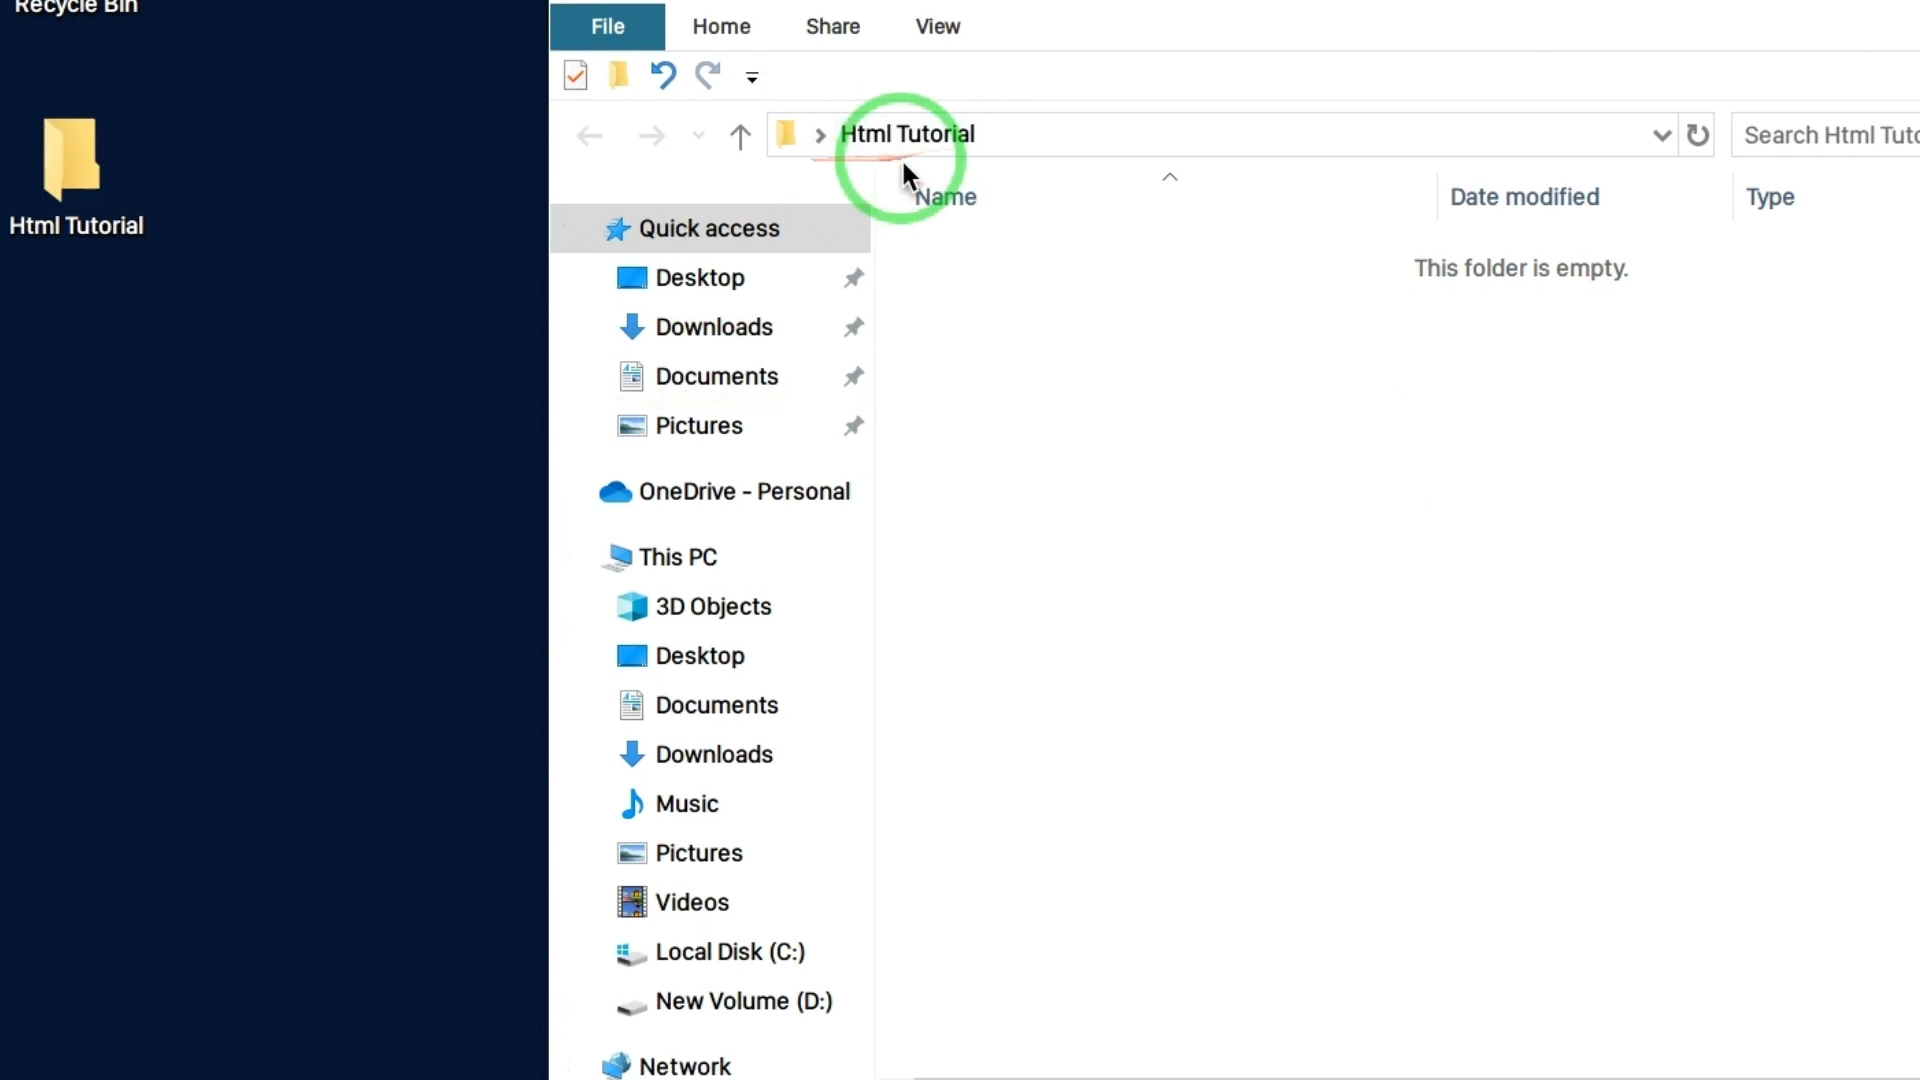 Recycle Bin
Html Tutorial
File Home Share View
Html Tutorial
Search Html Tuto
Name Date modified Type
This folder is empty.
Quick access
Desktop
Downloads
Documents
Pictures
OneDrive - Personal
This PC
3D Objects
Desktop
Documents
Downloads
Music
Pictures
Videos
Local Disk (C:)
New Volume (D:)
Network